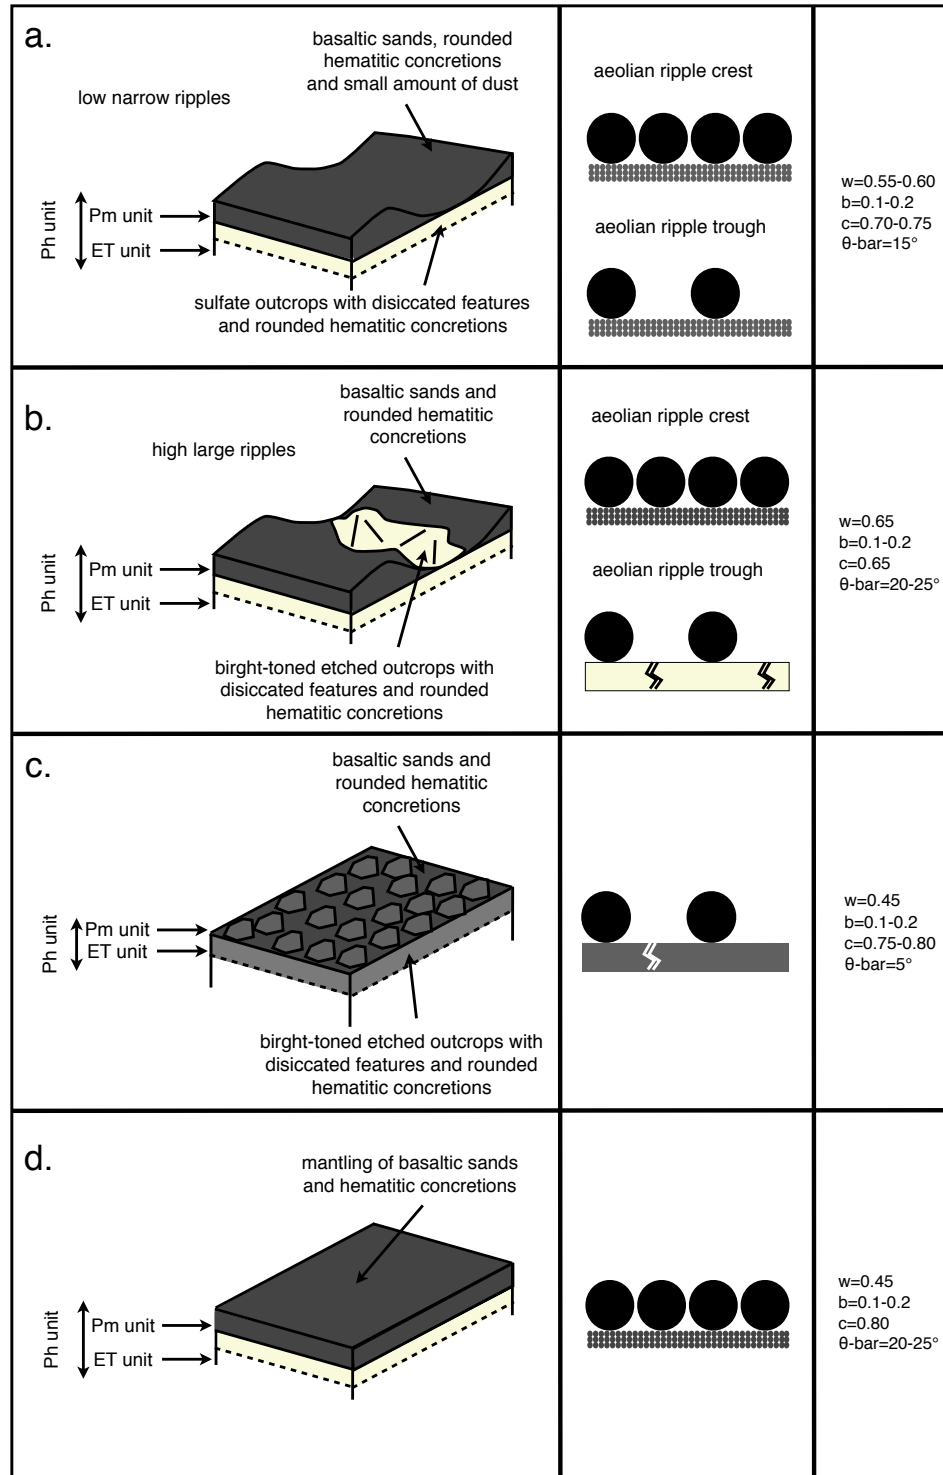 a.
basaltic sands, rounded
hematitic concretions
and small amount of dust
low narrow ripples
Ph unit
Pm unit
ET unit
sulfate outcrops with disiccated features
and rounded hematitic concretions
aeolian ripple crest
aeolian ripple trough
w=0.55-0.60
b=0.1-0.2
c=0.70-0.75
θ-bar=15°
b.
basaltic sands and
rounded hematitic
concretions
high large ripples
Ph unit
Pm unit
ET unit
birght-toned etched outcrops with
disiccated features and rounded
hematitic concretions
aeolian ripple crest
aeolian ripple trough
w=0.65
b=0.1-0.2
c=0.65
θ-bar=20-25°
c.
basaltic sands and
rounded hematitic
concretions
Ph unit
Pm unit
ET unit
birght-toned etched outcrops with
disiccated features and rounded
hematitic concretions
w=0.45
b=0.1-0.2
c=0.75-0.80
θ-bar=5°
d.
mantling of basaltic sands
and hematitic concretions
Ph unit
Pm unit
ET unit
w=0.45
b=0.1-0.2
c=0.80
θ-bar=20-25°